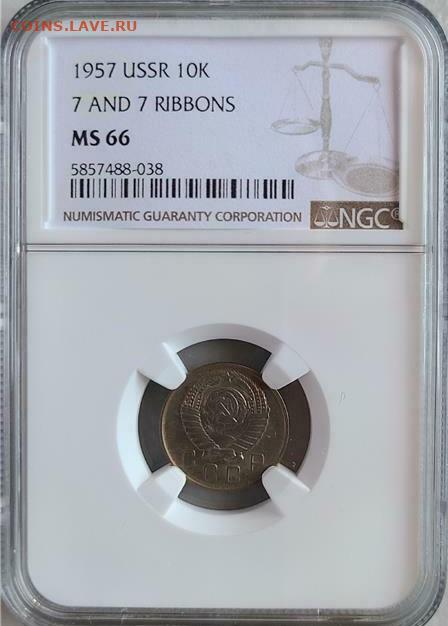 COINS.LAVE.RU
1957 USSR 10K
7 AND 7 RIBBONS
MS 66
5857488-038
NUMISMATIC GUARANTY CORPORATION
NGC®
СССР